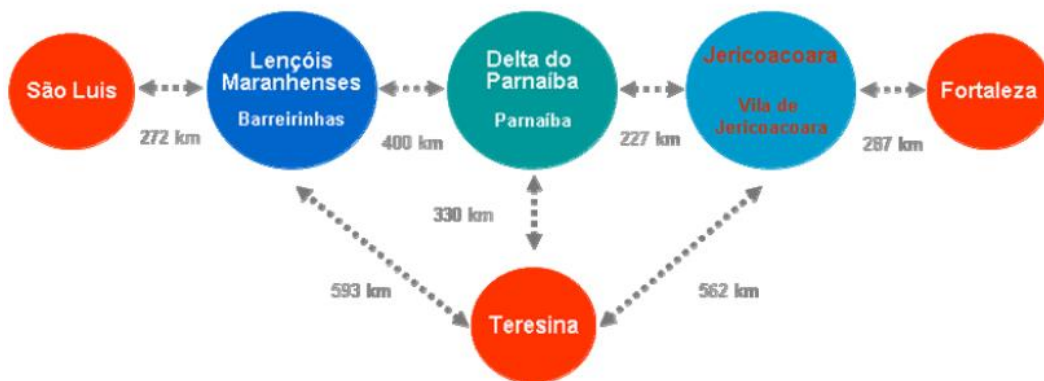 São Luis
Lençóis
Maranhenses
Barreirinhas
Delta do
Parnaíba
Parnaíba
Jericoacoara
Vila de
Jericoacoara
Fortaleza
272 km
400 km
227 km
287 km
330 km
593 km
562 km
Teresina